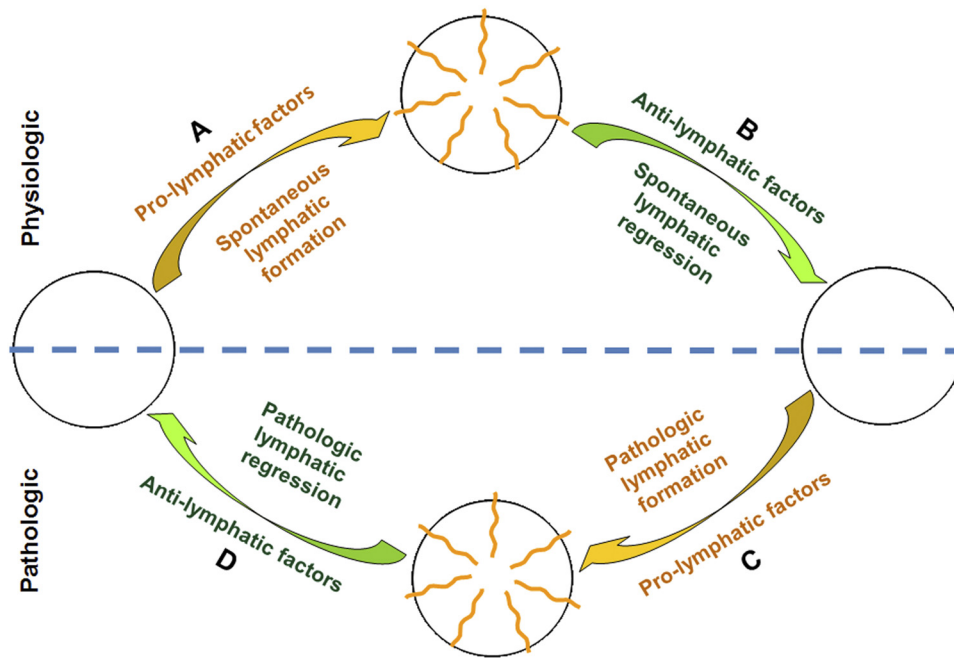 Physiologic
A
Pro-lymphatic factors
Spontaneous
lymphatic
formation
B
Anti-lymphatic factors
Spontaneous
lymphatic
regression
Pathologic
Pathologic
lymphatic
regression
Anti-lymphatic factors
D
Pathologic
lymphatic
formation
Pro-lymphatic factors
C